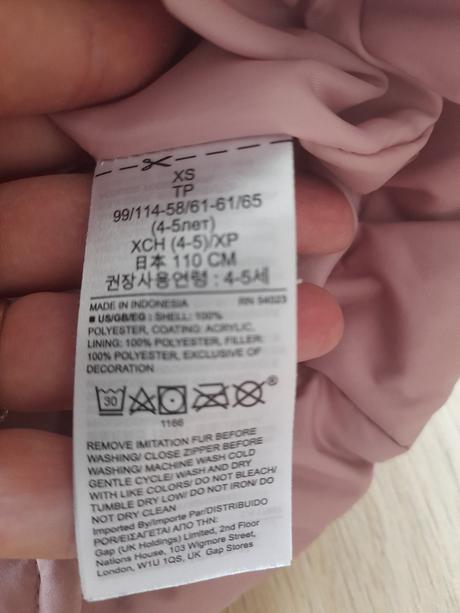 XS
TP
99/114-58/61-61/65
(4-5лет)
XCH (4-5)/XP
日本 110 CM
권장사용연령 : 4-5세
MADE IN INDONESIA RN 54023
■ US/GB/EG : SHELL: 100%
POLYESTER, COATING: ACRYLIC,
LINING: 100% POLYESTER, FILLER:
100% POLYESTER, EXCLUSIVE OF
DECORATION
30
®
1166
REMOVE IMITATION FUR BEFORE
WASHING/ CLOSE ZIPPER BEFORE
WASHING/ MACHINE WASH COLD
GENTLE CYCLE/ WASH AND DRY
WITH LIKE COLORS/ DO NOT BLEACH/
TUMBLE DRY LOW/ DO NOT IRON/ DO
NOT DRY CLEAN
Imported By/Importe Par/DISTRIBUIDO
POR/ΕΙΣΑΓΕΤΑΙ ΑΠΟ ΤΗΝ:
Gap (UK Holdings) Limited, 2nd Floor
Nations House, 103 Wigmore Street,
London, W1U 1QS, UK Gap Stores